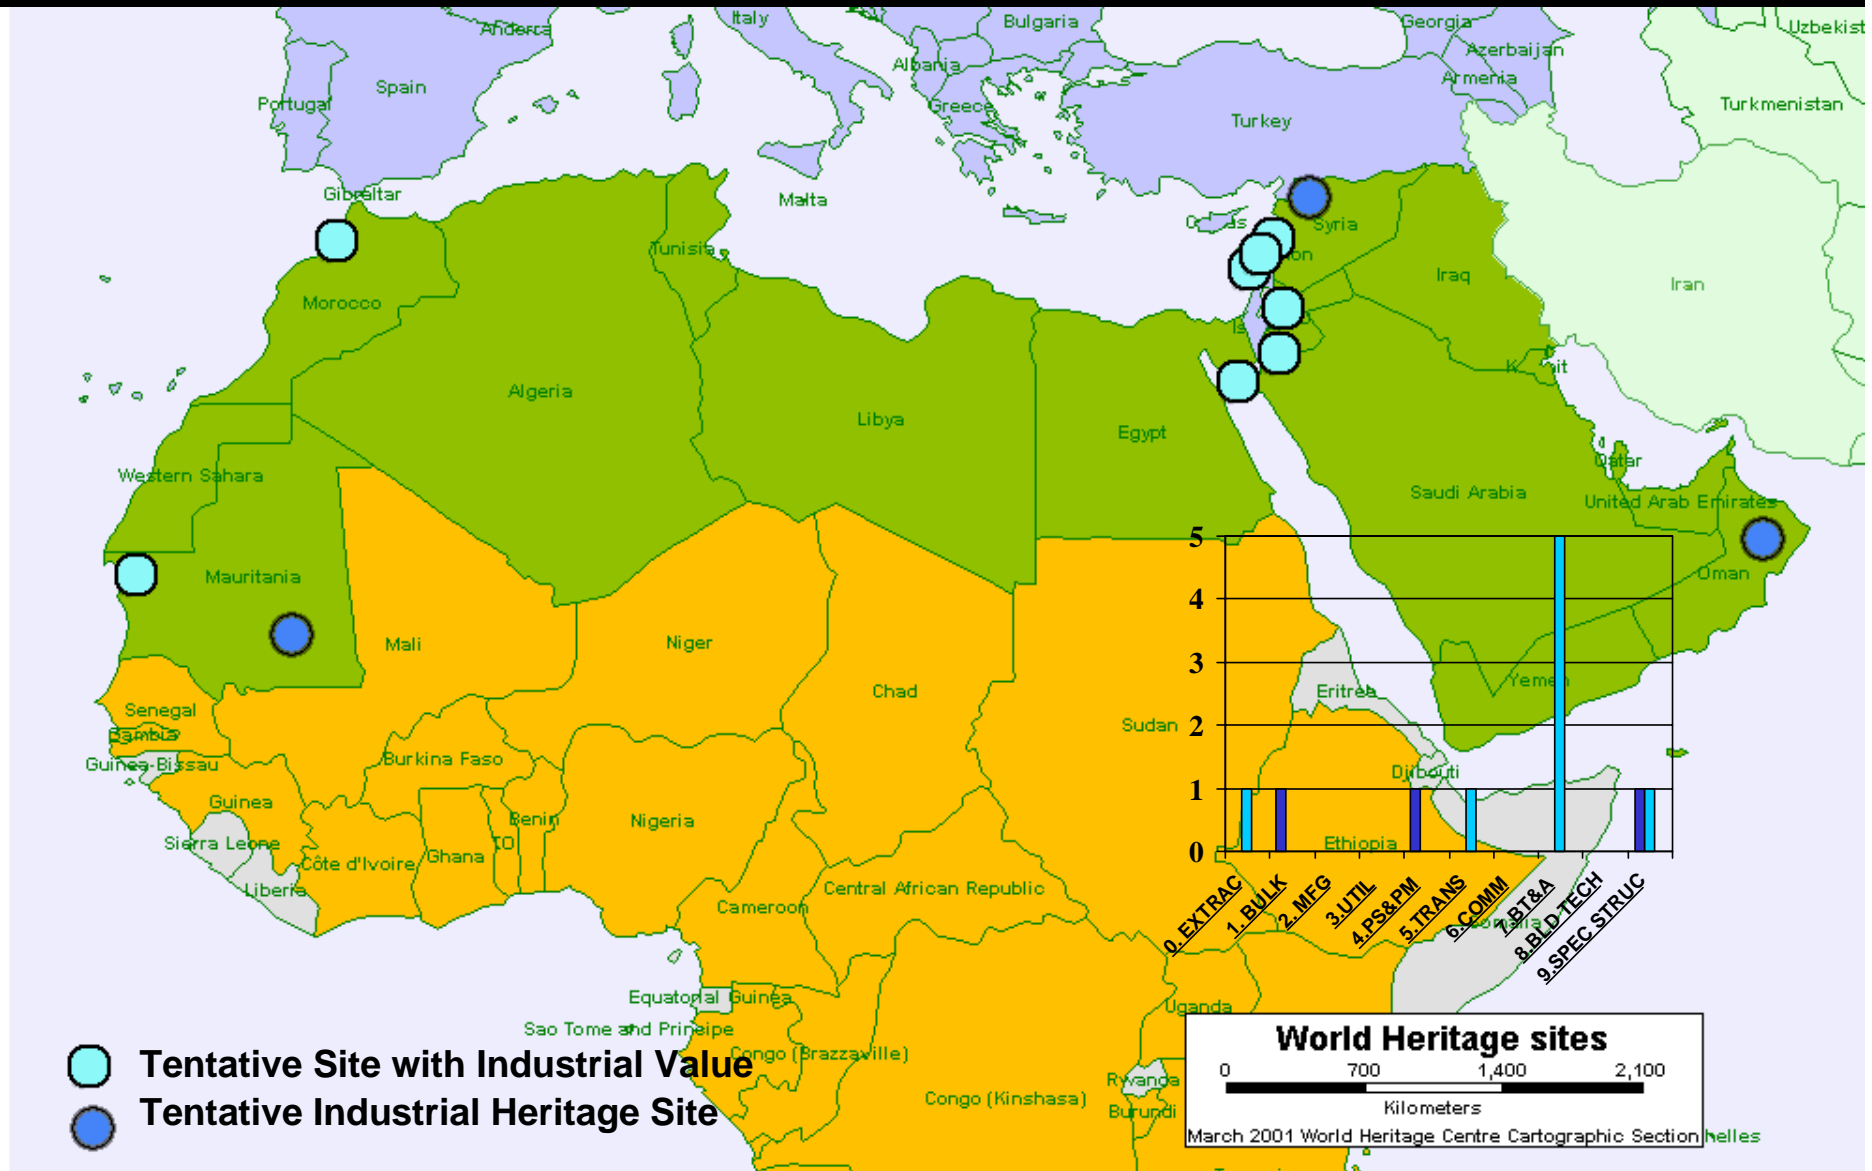 Italy
Bulgaria
Georgia
Uzbekist
Andorra
Azerbaijan
Albania
Armenia
Spain
Portugal
Greece
Turkmenistan
Turkey
Gibraltar
Malta
Syria
Tunisia
Iraq
Iran
Morocco
Algeria
Libya
Egypt
Qatar
Western Sahara
Saudi Arabia
United Arab Emirates
Mauritania
Oman
Mali
Niger
Chad
Yemen
Eritrea
Senegal
Sudan
Gambia
Guinea-Bissau
Burkina Faso
Djibouti
Guinea
Benin
Nigeria
Sierra Leone
Côte d'Ivoire
Ghana
TO
Ethiopia
Liberia
Central African Republic
Cameroon
omalia
Equatorial Guinea
Uganda
Sao Tome and Principe
Congo (Brazzaville)
Rwanda
Congo (Kinshasa)
Burundi
helles
5
4
3
2
1
0
0. EXTRAC
1. BULK
2. MFG
3.UTIL
4.PS&PM
5.TRANS
6.COMM
7.BT&A
8.BLD TECH
9.SPEC STRUC
Tentative Site with Industrial Value
Tentative Industrial Heritage Site
World Heritage sites
0 700 1,400 2,100
Kilometers
March 2001 World Heritage Centre Cartographic Section